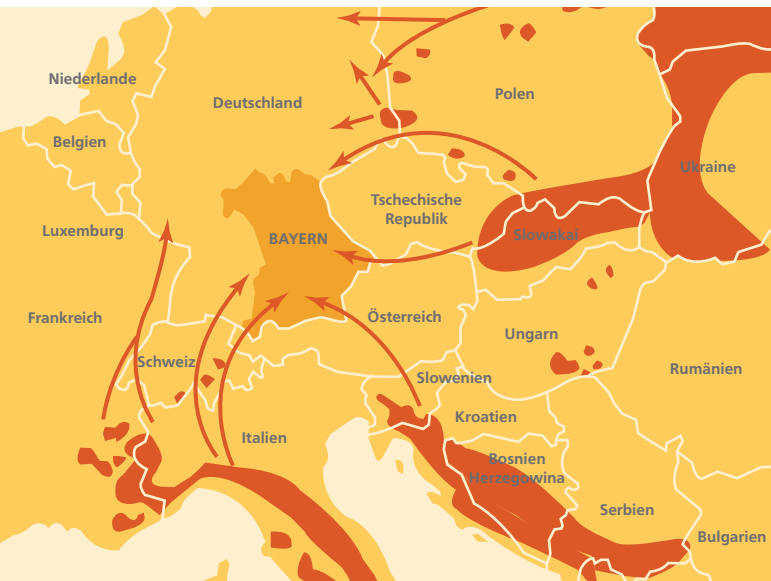 Niederlande
Deutschland
Polen
Belgien
Ukraine
Tschechische
Republik
Luxemburg
BAYERN
Slowakai
Frankreich
Österreich
Ungarn
Schweiz
Rumänien
Slowenien
Kroatien
Italien
Bosnien
Herzegowina
Serbien
Bulgarien